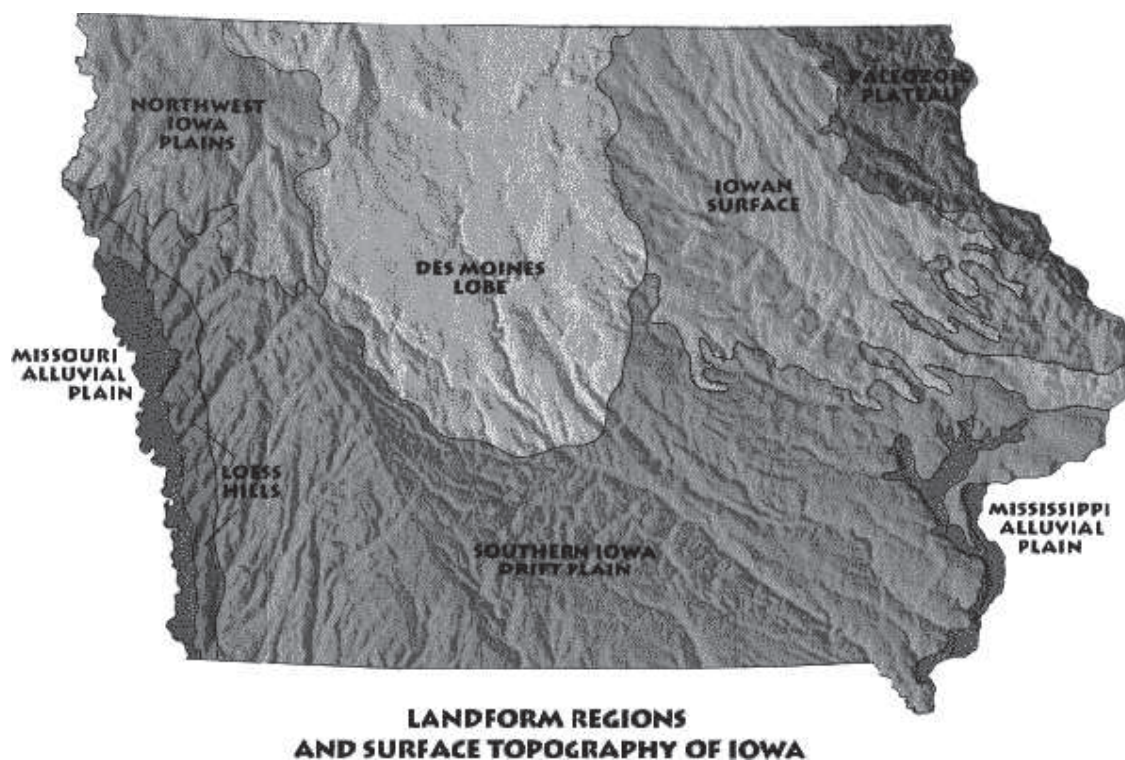 PALEOZOIC
PLATEAU
NORTHWEST
IOWA
PLAINS
IOWAN
SURFACE
DES MOINES
LOBE
MISSOURI
ALLUVIAL
PLAIN
LOESS
HILLS
MISSISSIPPI
ALLUVIAL
PLAIN
SOUTHERN IOWA
DRIFT PLAIN
LANDFORM REGIONS
AND SURFACE TOPOGRAPHY OF IOWA